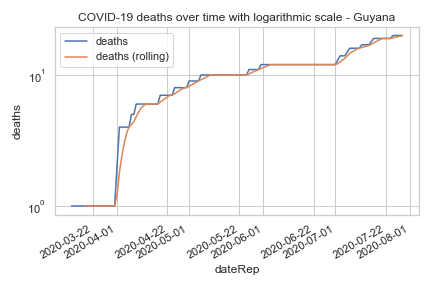 COVID-19 deaths over time with logarithmic scale - Guyana
deaths
deaths (rolling)
10¹
10⁰
deaths
2020-03-22
2020-04-01
2020-04-22
2020-05-01
2020-05-22
2020-06-01
2020-06-22
2020-07-01
2020-07-22
2020-08-01
dateRep